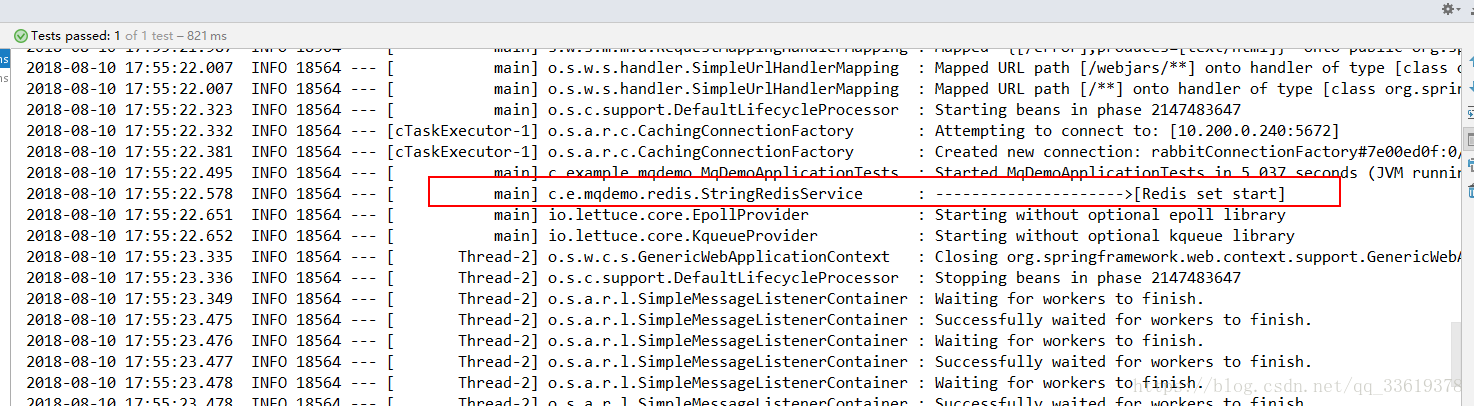 Tests passed: 1 of 1 test – 821 ms
2018-08-10 17:55:21.987 INFO 18564 --- [ main] s.w.s.m.m.a.RequestMappingHandlerMapping : Mapped "{[/error],produces=[text/html]}" onto public org.sp
2018-08-10 17:55:22.007 INFO 18564 --- [ main] o.s.w.s.handler.SimpleUrlHandlerMapping : Mapped URL path [/webjars/**] onto handler of type [class o
2018-08-10 17:55:22.007 INFO 18564 --- [ main] o.s.w.s.handler.SimpleUrlHandlerMapping : Mapped URL path [/**] onto handler of type [class org.sprin
2018-08-10 17:55:22.323 INFO 18564 --- [ main] o.s.c.support.DefaultLifecycleProcessor : Starting beans in phase 2147483647
2018-08-10 17:55:22.332 INFO 18564 --- [cTaskExecutor-1] o.s.a.r.c.CachingConnectionFactory : Attempting to connect to: [10.200.0.240:5672]
2018-08-10 17:55:22.381 INFO 18564 --- [cTaskExecutor-1] o.s.a.r.c.CachingConnectionFactory : Created new connection: rabbitConnectionFactory#7e00ed0f:0/
2018-08-10 17:55:22.495 INFO 18564 --- [ main] c.example.mqdemo.MqDemoApplicationTests : Started MqDemoApplicationTests in 5.037 seconds (JVM runnin
2018-08-10 17:55:22.578 INFO 18564 --- [ main] c.e.mqdemo.redis.StringRedisService : ---------------------->[Redis set start]
2018-08-10 17:55:22.651 INFO 18564 --- [ main] io.lettuce.core.EpollProvider : Starting without optional epoll library
2018-08-10 17:55:22.652 INFO 18564 --- [ main] io.lettuce.core.KqueueProvider : Starting without optional kqueue library
2018-08-10 17:55:23.335 INFO 18564 --- [ Thread-2] o.s.w.c.s.GenericWebApplicationContext : Closing org.springframework.web.context.support.GenericWebA
2018-08-10 17:55:23.336 INFO 18564 --- [ Thread-2] o.s.c.support.DefaultLifecycleProcessor : Stopping beans in phase 2147483647
2018-08-10 17:55:23.349 INFO 18564 --- [ Thread-2] o.s.a.r.l.SimpleMessageListenerContainer : Waiting for workers to finish.
2018-08-10 17:55:23.475 INFO 18564 --- [ Thread-2] o.s.a.r.l.SimpleMessageListenerContainer : Successfully waited for workers to finish.
2018-08-10 17:55:23.476 INFO 18564 --- [ Thread-2] o.s.a.r.l.SimpleMessageListenerContainer : Waiting for workers to finish.
2018-08-10 17:55:23.477 INFO 18564 --- [ Thread-2] o.s.a.r.l.SimpleMessageListenerContainer : Successfully waited for workers to finish.
2018-08-10 17:55:23.478 INFO 18564 --- [ Thread-2] o.s.a.r.l.SimpleMessageListenerContainer : Waiting for workers to finish.
2018-08-10 17:55:23.478 INFO 18564 --- [ Thread-2] o.s.a.r.l.SimpleMessageListenerContainer : Successfully waited for workers to finish.
https://blog.csdn.net/qq_33619378